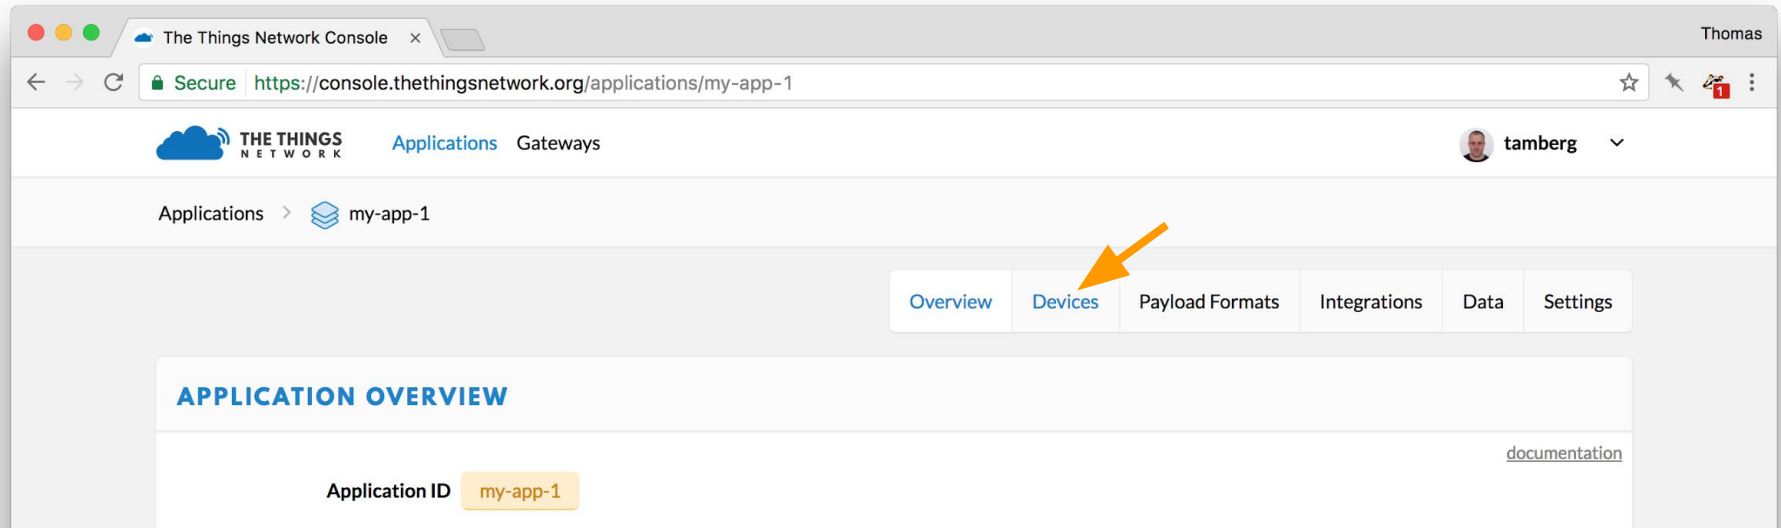 The Things Network Console ×
Thomas
Secure https://console.thethingsnetwork.org/applications/my-app-1
1
THE THINGS
NETWORK
Applications Gateways
tamberg
Applications > my-app-1
Overview Devices Payload Formats Integrations Data Settings
APPLICATION OVERVIEW
documentation
Application ID my-app-1